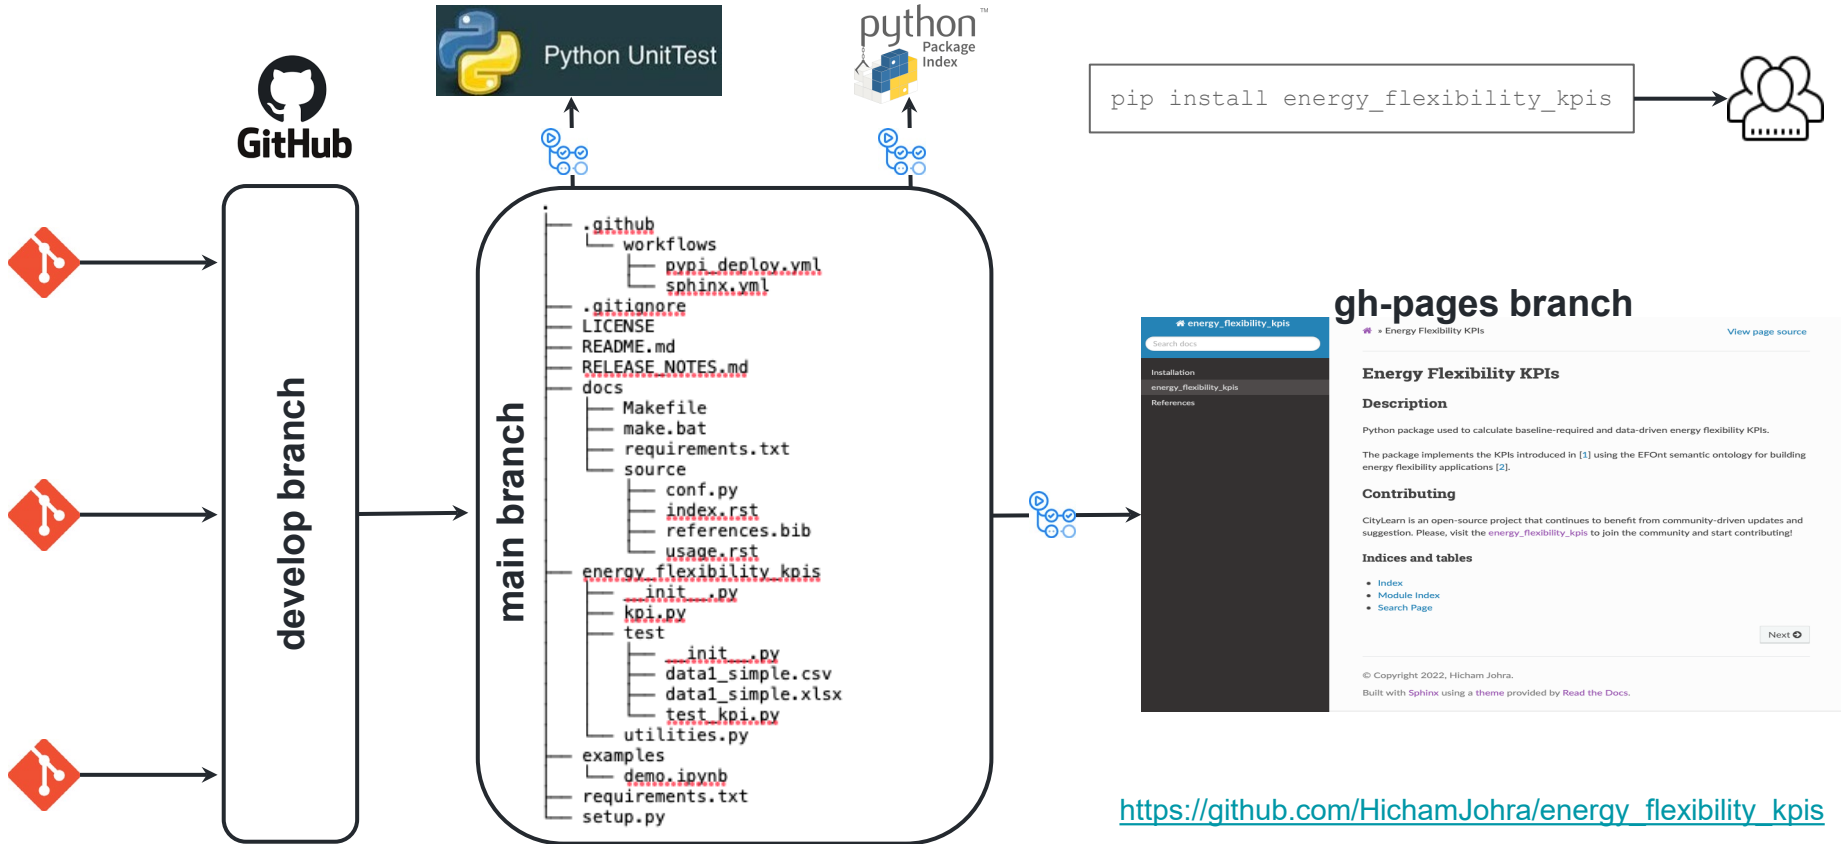 Python UnitTest
python™
Package
Index
GitHub
pip install energy_flexibility_kpis
develop branch
main branch
.
├── .github
│   └── workflows
│       ├── pypi_deploy.yml
│       └── sphinx.yml
├── .gitignore
├── LICENSE
├── README.md
├── RELEASE_NOTES.md
├── docs
│   ├── Makefile
│   ├── make.bat
│   ├── requirements.txt
│   └── source
│       ├── conf.py
│       ├── index.rst
│       ├── references.bib
│       └── usage.rst
├── energy_flexibility_kpis
│   ├── __init__.py
│   ├── kpi.py
│   ├── test
│   │   ├── __init__.py
│   │   ├── data1_simple.csv
│   │   ├── data1_simple.xlsx
│   │   └── test_kpi.py
│   └── utilities.py
├── examples
│   └── demo.ipynb
├── requirements.txt
└── setup.py
gh-pages branch
energy_flexibility_kpis
Search docs
Installation
energy_flexibility_kpis
References
» Energy Flexibility KPIs
View page source
Energy Flexibility KPIs
Description
Python package used to calculate baseline-required and data-driven energy flexibility KPIs.
The package implements the KPIs introduced in [1] using the EFOnt semantic ontology for building
energy flexibility applications [2].
Contributing
CityLearn is an open-source project that continues to benefit from community-driven updates and
suggestion. Please, visit the energy_flexibility_kpis to join the community and start contributing!
Indices and tables
• Index
• Module Index
• Search Page
Next
© Copyright 2022, Hicham Johra.
Built with Sphinx using a theme provided by Read the Docs.
https://github.com/HichamJohra/energy_flexibility_kpis